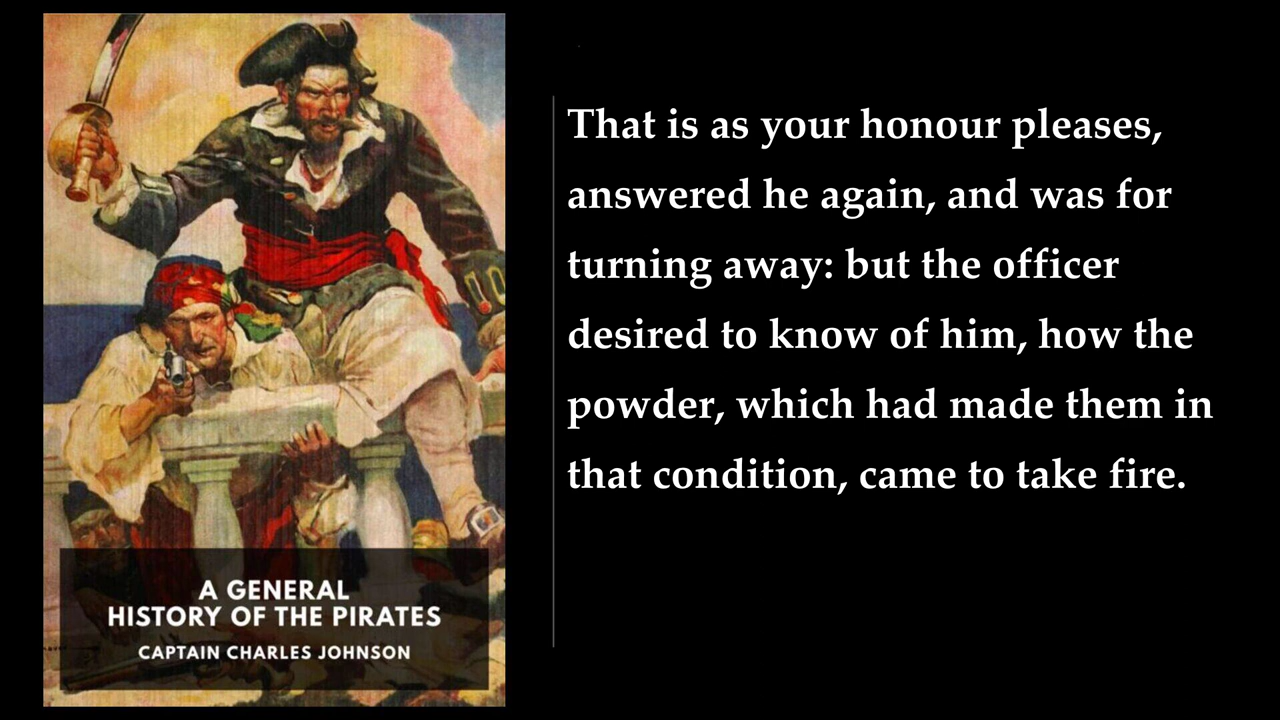 A GENERAL
HISTORY OF THE PIRATES
CAPTAIN CHARLES JOHNSON
That is as your honour pleases,
answered he again, and was for
turning away: but the officer
desired to know of him, how the
powder, which had made them in
that condition, came to take fire.